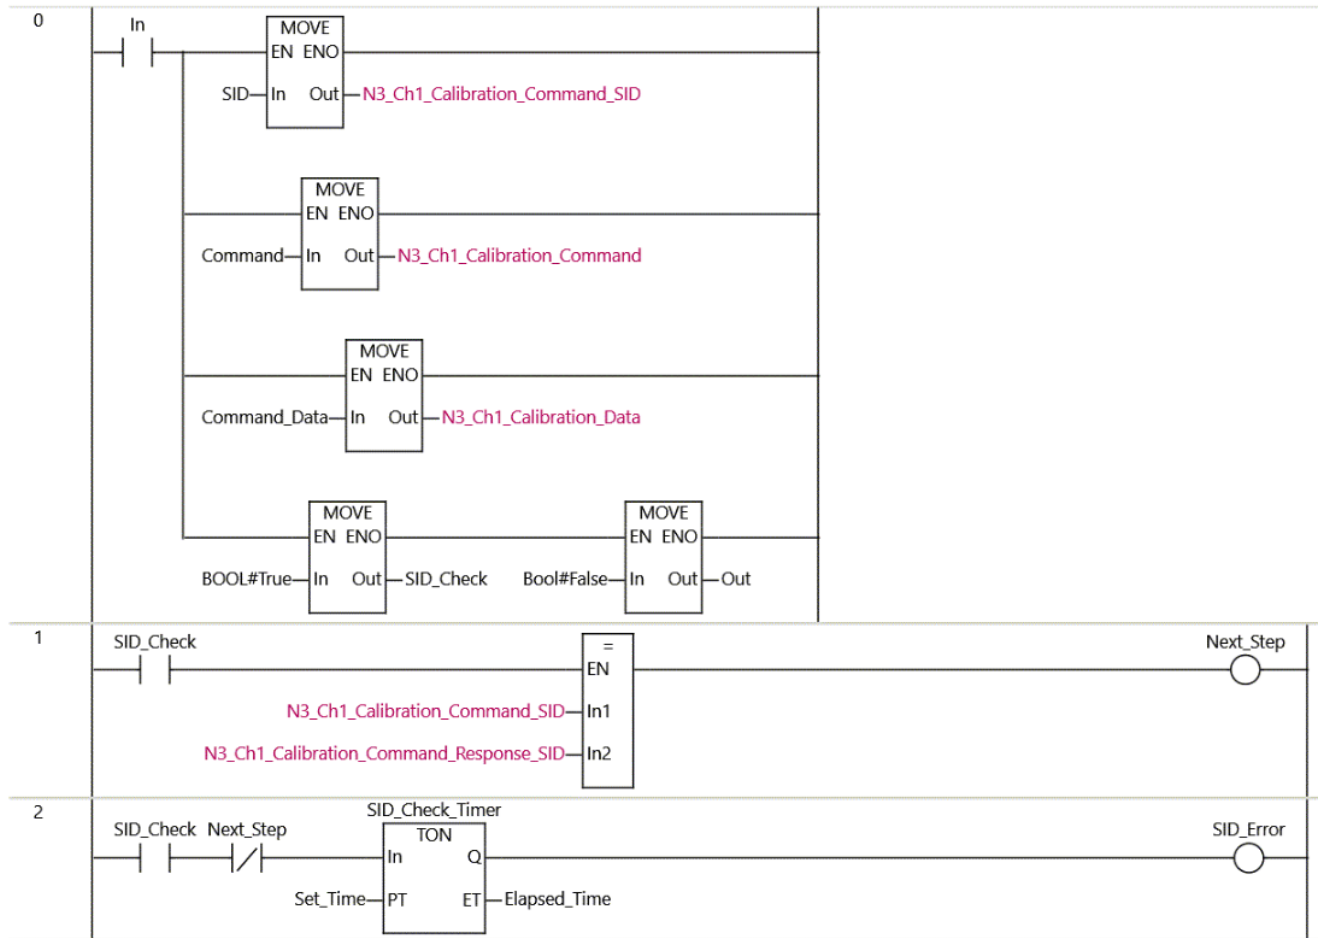 0
In
MOVE
EN ENO
SID In Out N3_Ch1_Calibration_Command_SID
MOVE
EN ENO
Command In Out N3_Ch1_Calibration_Command
MOVE
EN ENO
Command_Data In Out N3_Ch1_Calibration_Data
MOVE MOVE
EN ENO EN ENO
BOOL#True In Out SID_Check Bool#False In Out Out
1
SID_Check = Next_Step
EN
N3_Ch1_Calibration_Command_SID In1
N3_Ch1_Calibration_Command_Response_SID In2
2
SID_Check_Timer
SID_Check Next_Step TON SID_Error
In Q
Set_Time PT ET Elapsed_Time